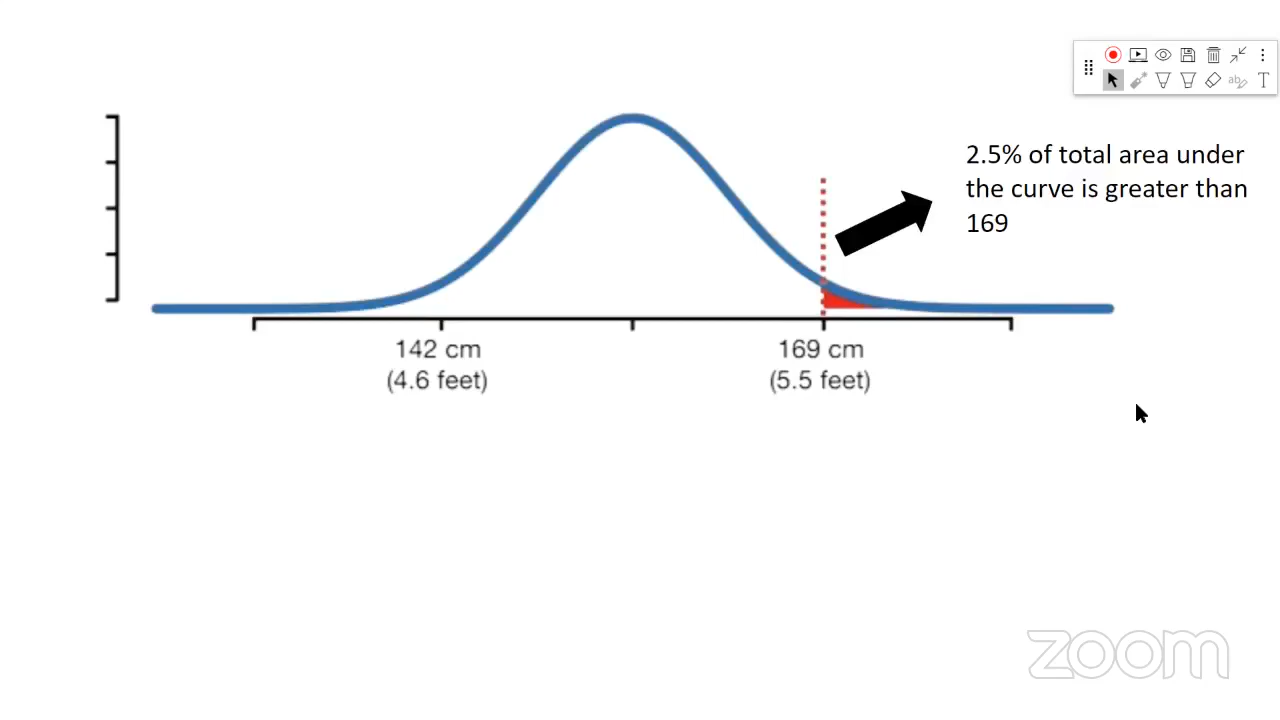 2.5% of total area under
the curve is greater than
169
142 cm
(4.6 feet)
169 cm
(5.5 feet)
ab
T
zoom